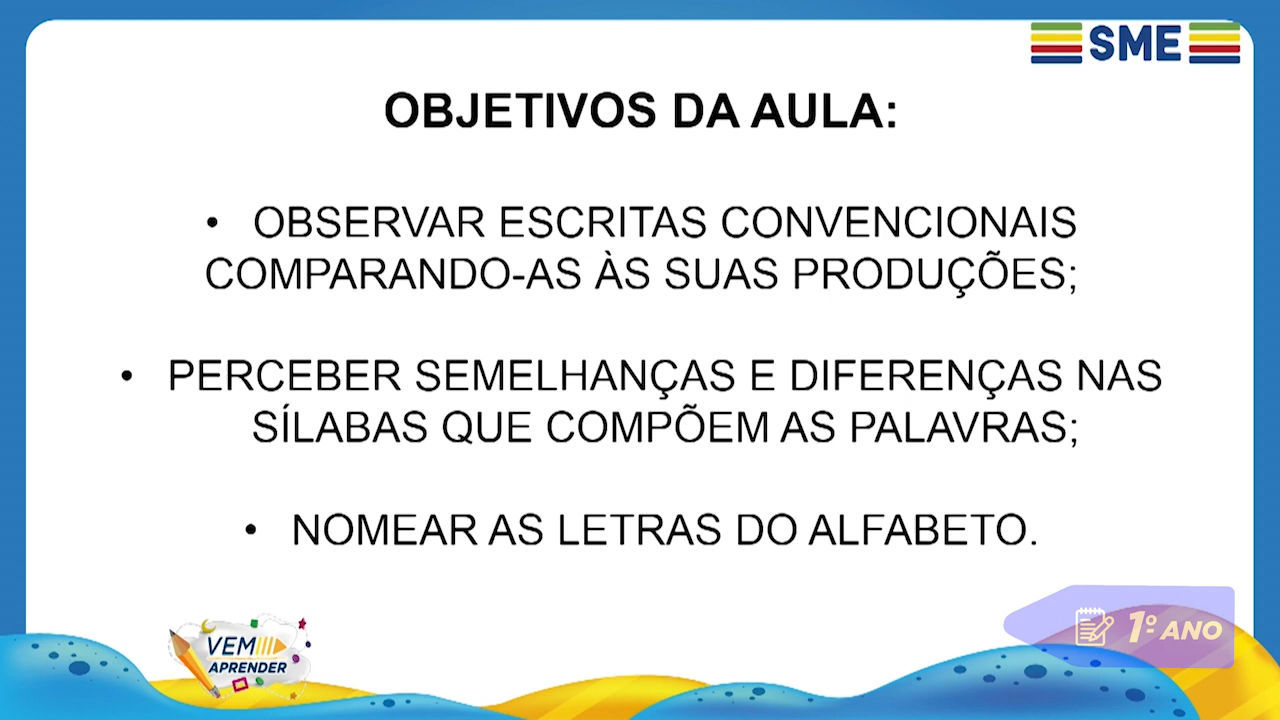 SME
OBJETIVOS DA AULA:
• OBSERVAR ESCRITAS CONVENCIONAIS
COMPARANDO-AS ÀS SUAS PRODUÇÕES;
• PERCEBER SEMELHANÇAS E DIFERENÇAS NAS
SÍLABAS QUE COMPÕEM AS PALAVRAS;
• NOMEAR AS LETRAS DO ALFABETO.
VEM
APRENDER
1º ANO